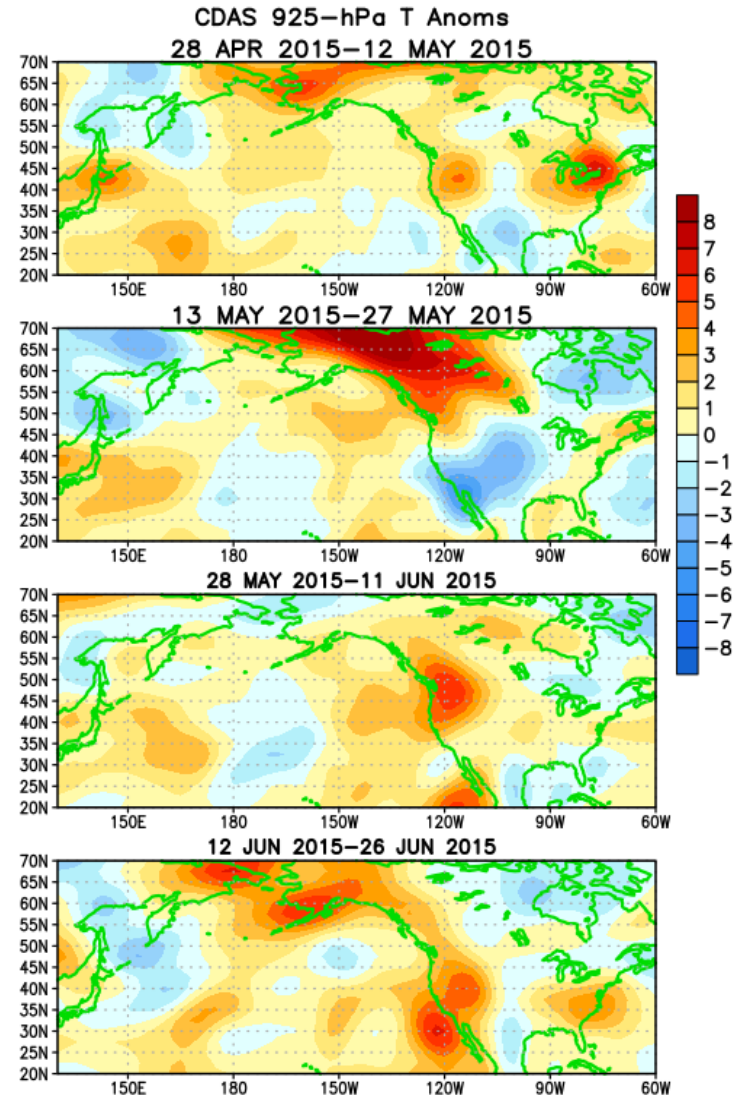 CDAS 925-hPa T Anoms
28 APR 2015-12 MAY 2015
70N
65N
60N
55N
50N
45N
40N
35N
30N
25N
20N
150E 180 150W 120W 90W 60W
13 MAY 2015-27 MAY 2015
70N
65N
60N
55N
50N
45N
40N
35N
30N
25N
20N
150E 180 150W 120W 90W 60W
28 MAY 2015-11 JUN 2015
70N
65N
60N
55N
50N
45N
40N
35N
30N
25N
20N
150E 180 150W 120W 90W 60W
12 JUN 2015-26 JUN 2015
70N
65N
60N
55N
50N
45N
40N
35N
30N
25N
20N
150E 180 150W 120W 90W 60W
8
7
6
5
4
3
2
1
0
-1
-2
-3
-4
-5
-6
-7
-8